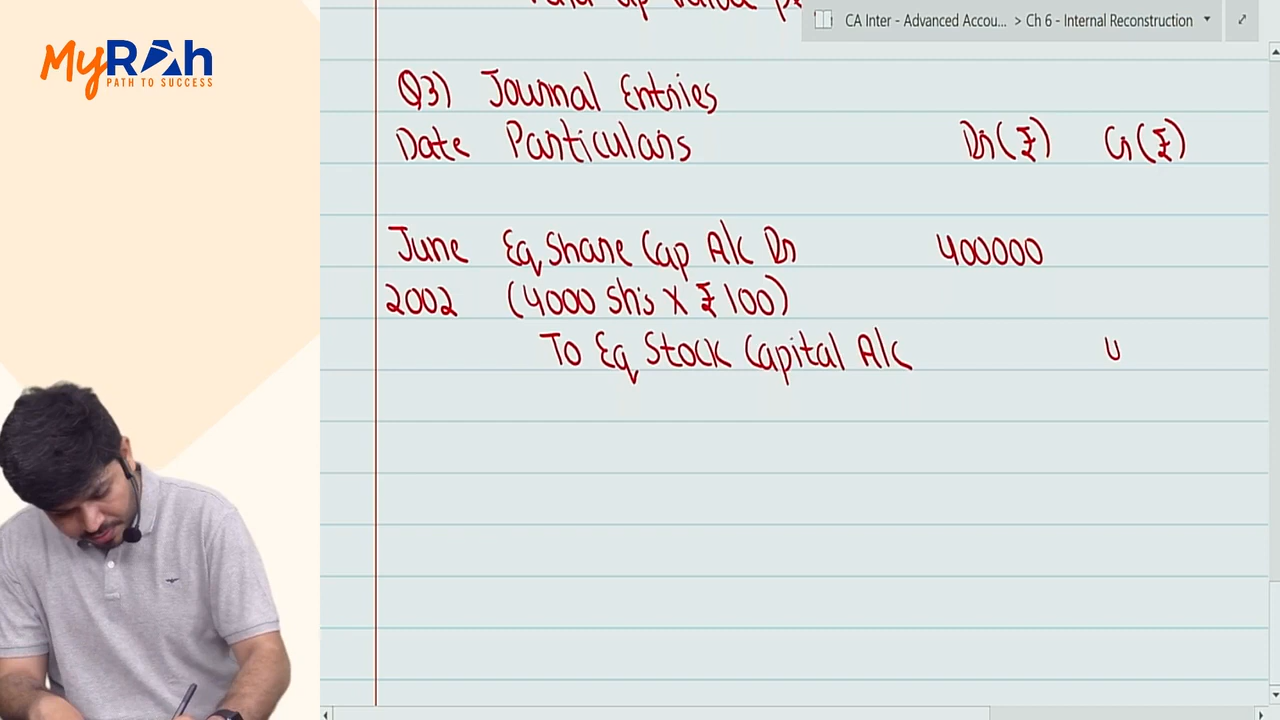 MyRAh
PATH TO SUCCESS
CA Inter - Advanced Accou... > Ch 6 - Internal Reconstruction
Q3) Journal Entries
Date Particulars Dr(₹) Cr(₹)
June Eq Share Cap A/c Dr 400000
2002 (4000 sh's X ₹100)
To Eq Stock Capital A/c